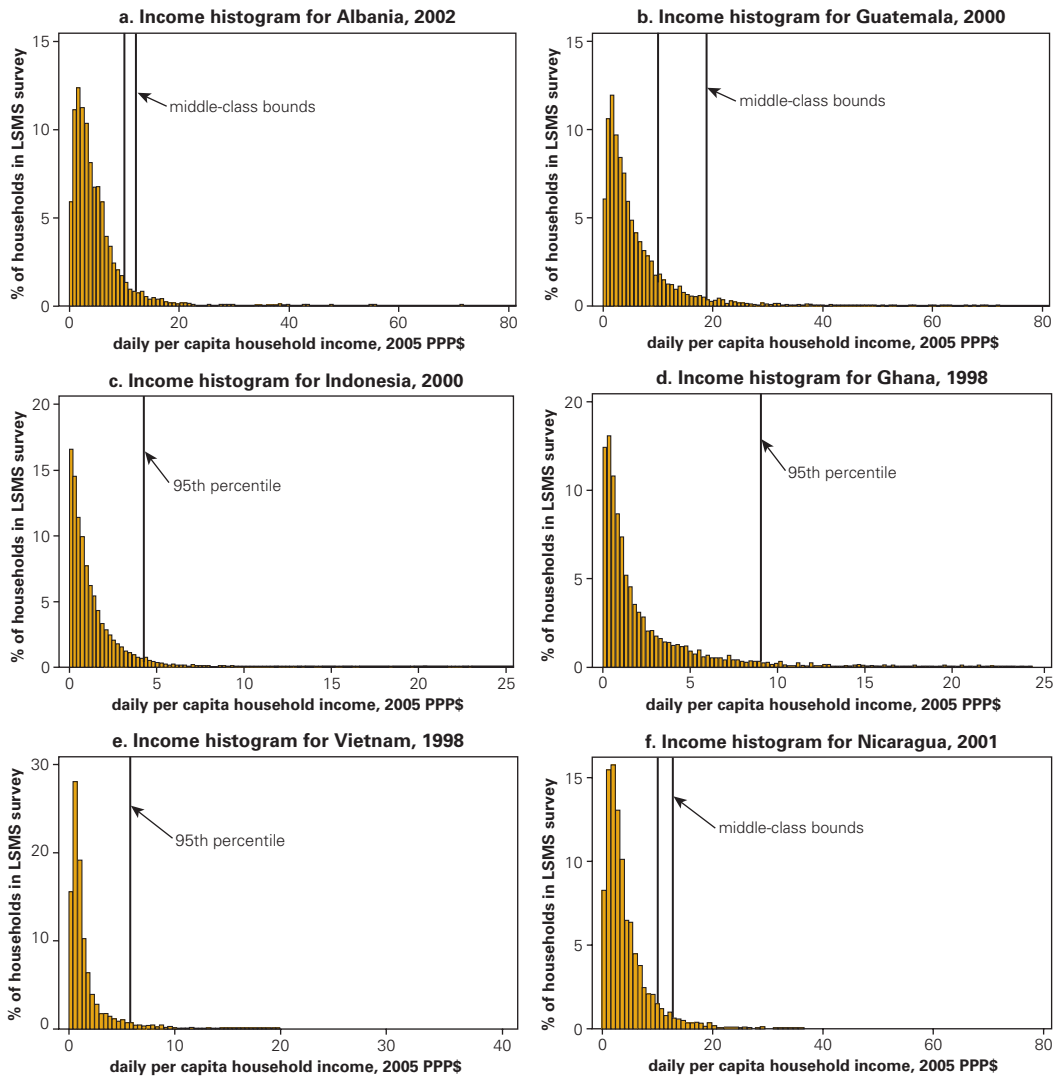 a. Income histogram for Albania, 2002
% of households in LSMS survey
15
10
5
0
middle-class bounds
0 20 40 60 80
daily per capita household income, 2005 PPP$
b. Income histogram for Guatemala, 2000
% of households in LSMS survey
15
10
5
0
middle-class bounds
0 20 40 60 80
daily per capita household income, 2005 PPP$
c. Income histogram for Indonesia, 2000
% of households in LSMS survey
20
15
10
5
0
95th percentile
0 5 10 15 20 25
daily per capita household income, 2005 PPP$
d. Income histogram for Ghana, 1998
% of households in LSMS survey
20
10
5
0
95th percentile
0 5 10 15 20 25
daily per capita household income, 2005 PPP$
e. Income histogram for Vietnam, 1998
% of households in LSMS survey
30
20
10
0
95th percentile
0 10 20 30 40
daily per capita household income, 2005 PPP$
f. Income histogram for Nicaragua, 2001
% of households in LSMS survey
15
10
5
0
middle-class bounds
0 20 40 60 80
daily per capita household income, 2005 PPP$